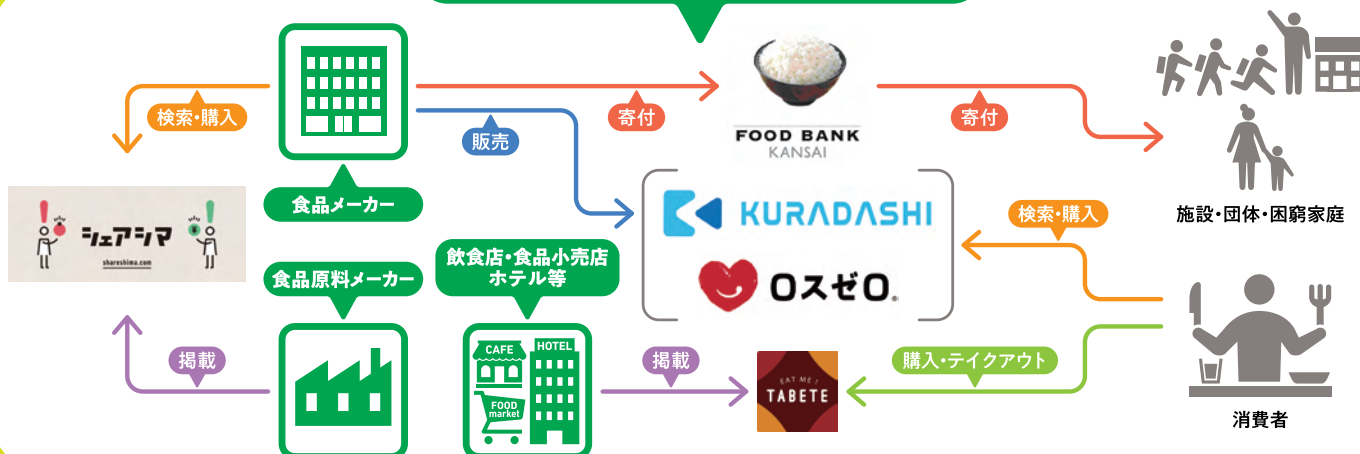 検索・購入
寄付
販売
食品メーカー
FOOD BANK
KANSAI
寄付
施設・団体・困窮家庭
シェアシマ
shareshima.com
KURADASHI
ロスゼロ®
検索・購入
食品原料メーカー
飲食店・食品小売店
ホテル等
掲載
CAFE
HOTEL
FOOD
market
掲載
EAT ME!
TABETE
購入・テイクアウト
消費者